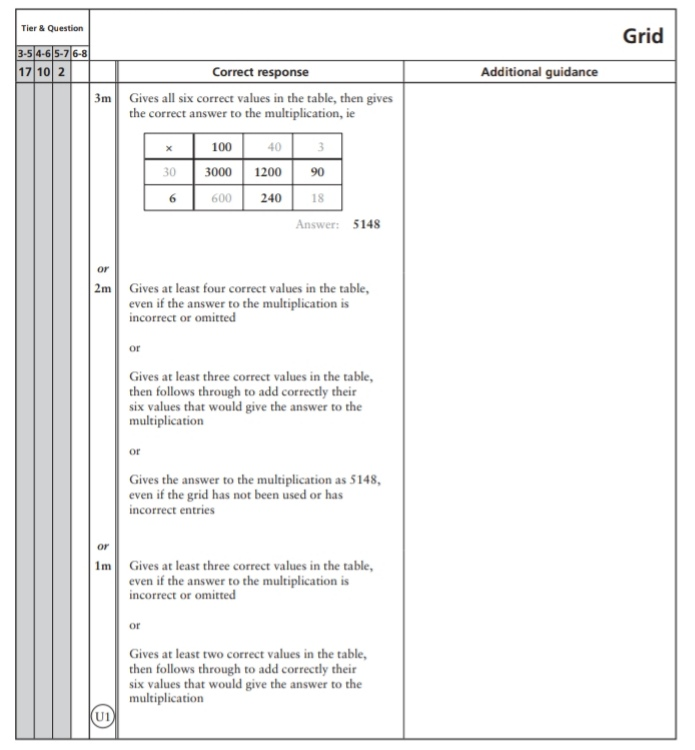 Tier & Question
Grid
3-5 4-6 5-7 6-8
17 10 2
Correct response
Additional guidance
3m Gives all six correct values in the table, then gives
the correct answer to the multiplication, ie
× 100 40 3
30 3000 1200 90
6 600 240 18
Answer: 5148
or
2m Gives at least four correct values in the table,
even if the answer to the multiplication is
incorrect or omitted
or
Gives at least three correct values in the table,
then follows through to add correctly their
six values that would give the answer to the
multiplication
or
Gives the answer to the multiplication as 5148,
even if the grid has not been used or has
incorrect entries
or
1m Gives at least three correct values in the table,
even if the answer to the multiplication is
incorrect or omitted
or
Gives at least two correct values in the table,
then follows through to add correctly their
six values that would give the answer to the
multiplication
U1